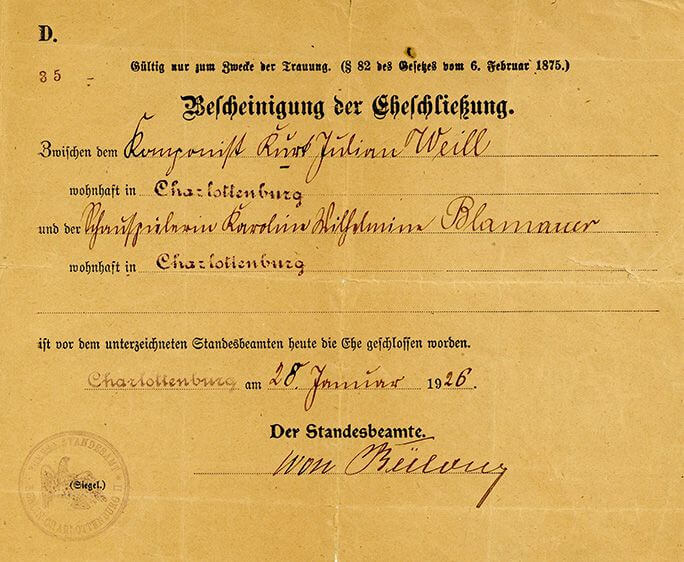 D.
35 -
Gültig nur zum Zwecke der Trauung. (§ 82 des Gesetzes vom 6. Februar 1875.)
Bescheinigung der Eheschließung.
Zwischen dem Komponist Kurt Julian Weill
wohnhaft in Charlottenburg
und der Schauspielerin Karoline Wilhelmine Blamauer
wohnhaft in Charlottenburg
ist vor dem unterzeichneten Standesbeamten heute die Ehe geschlossen worden.
Charlottenburg am 28. Januar 1926.
Der Standesbeamte.
von
(Siegel.)
STANDESAMT
CHARLOTTENBURG